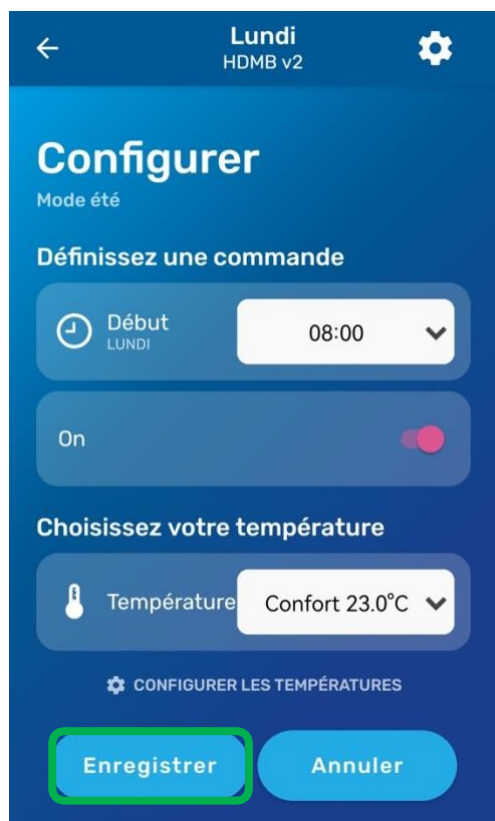 Lundi
HDMB v2
Configurer
Mode été
Définissez une commande
Début
LUNDI
08:00
On
Choisissez votre température
Température
Confort 23.0°C
CONFIGURER LES TEMPÉRATURES
Enregistrer
Annuler